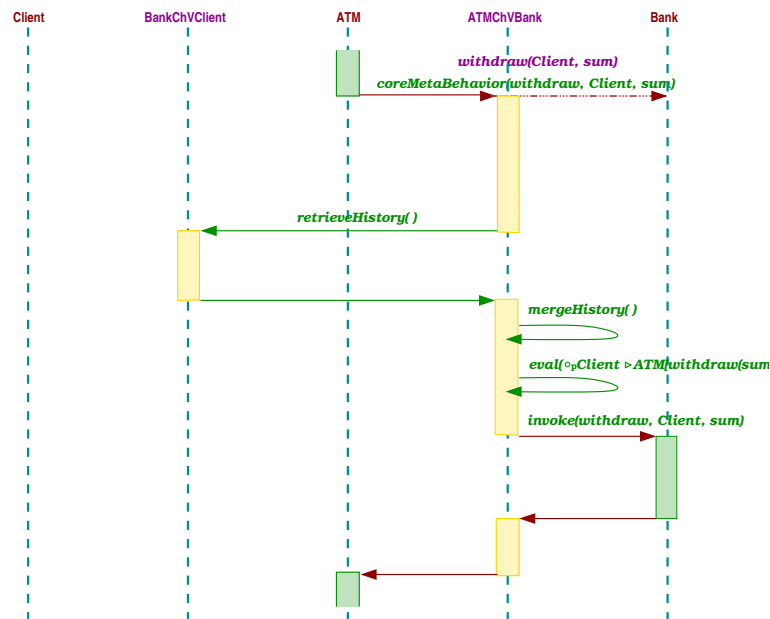 Client BankChVClient ATM ATMChVBank Bank
withdraw(Client, sum)
coreMetaBehavior(withdraw, Client, sum)
retrieveHistory( )
mergeHistory( )
eval(∘ₚClient ▹ATM[withdraw(sum
invoke(withdraw, Client, sum)